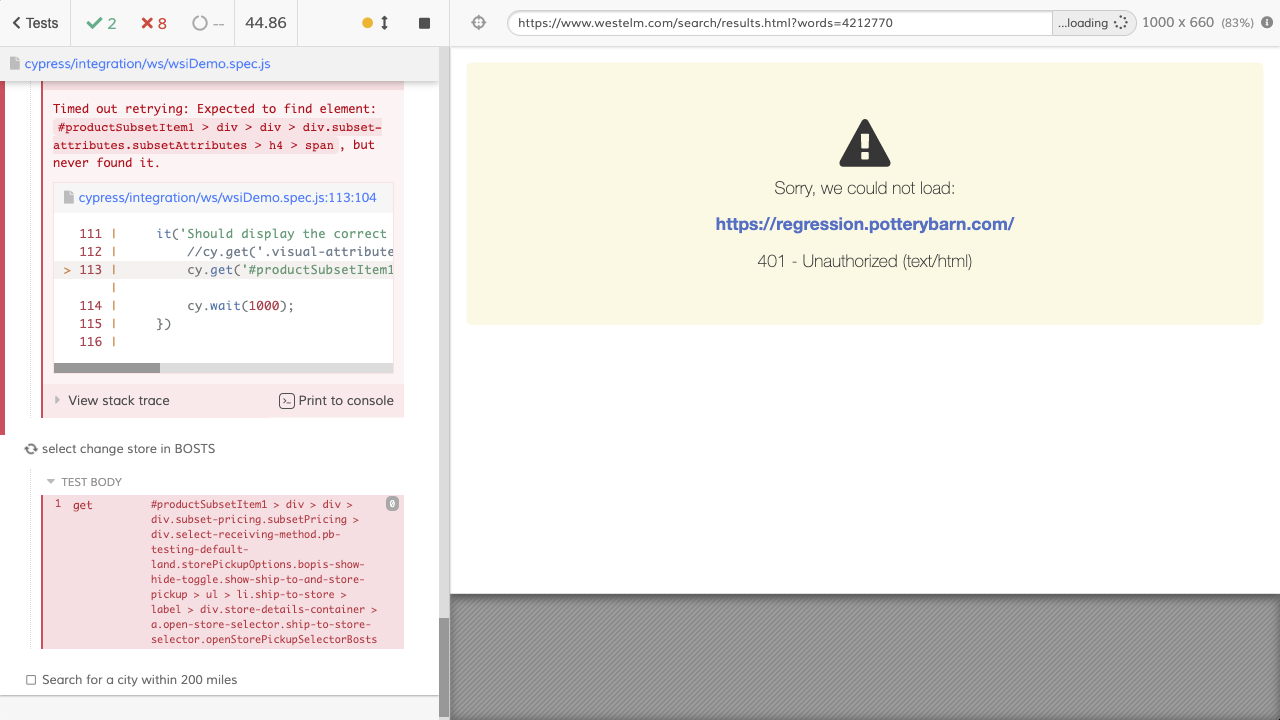 Tests
2
8
--
44.86
https://www.westelm.com/search/results.html?words=4212770
...loading
1000 x 660 (83%)
cypress/integration/ws/wsiDemo.spec.js
Timed out retrying: Expected to find element:
#productSubsetItem1 > div > div > div.subset-
attributes.subsetAttributes > h4 > span , but
never found it.
cypress/integration/ws/wsiDemo.spec.js:113:104
111 | it('Should display the correct
112 | //cy.get('.visual-attribute
> 113 | cy.get('#productSubsetItem1
|
114 | cy.wait(1000);
115 | })
116 |
View stack trace
Print to console
select change store in BOSTS
TEST BODY
1 get #productSubsetItem1 > div > div > 0
div.subset-pricing.subsetPricing >
div.select-receiving-method.pb-
testing-default-
land.storePickupOptions.bopis-show-
hide-toggle.show-ship-to-and-store-
pickup > ul > li.ship-to-store >
label > div.store-details-container >
a.open-store-selector.ship-to-store-
selector.openStorePickupSelectorBosts
Search for a city within 200 miles
Sorry, we could not load:
https://regression.potterybarn.com/
401 - Unauthorized (text/html)